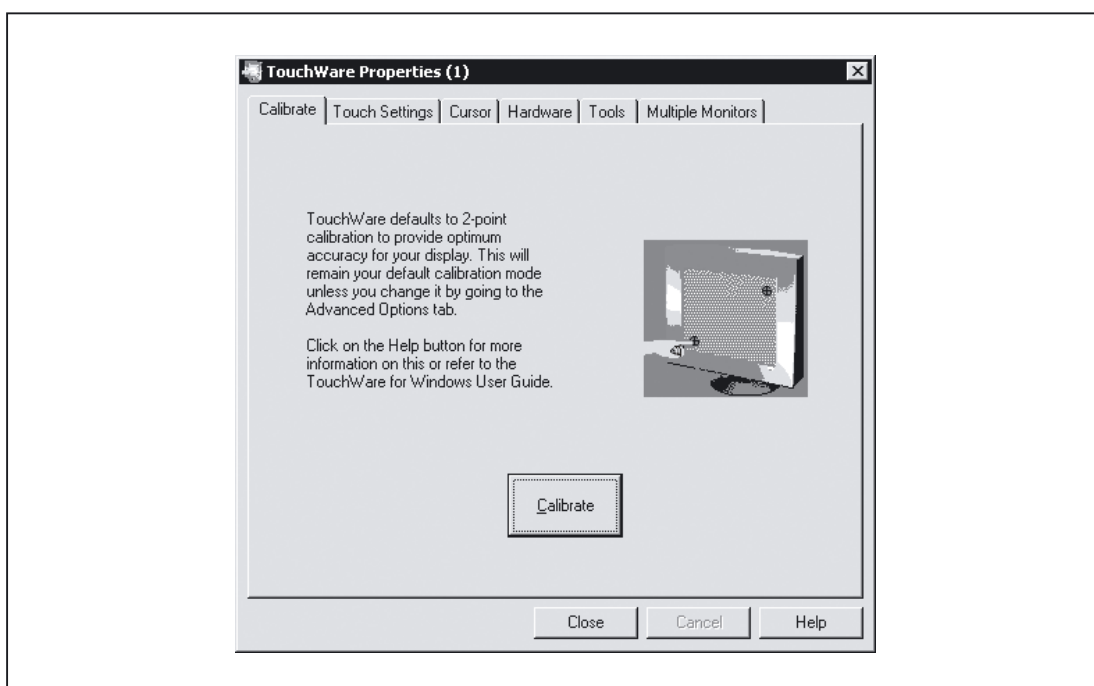 TouchWare Properties (1)
Calibrate Touch Settings Cursor Hardware Tools Multiple Monitors
TouchWare defaults to 2-point
calibration to provide optimum
accuracy for your display. This will
remain your default calibration mode
unless you change it by going to the
Advanced Options tab.
Click on the Help button for more
information on this or refer to the
TouchWare for Windows User Guide.
Calibrate
Close Cancel Help